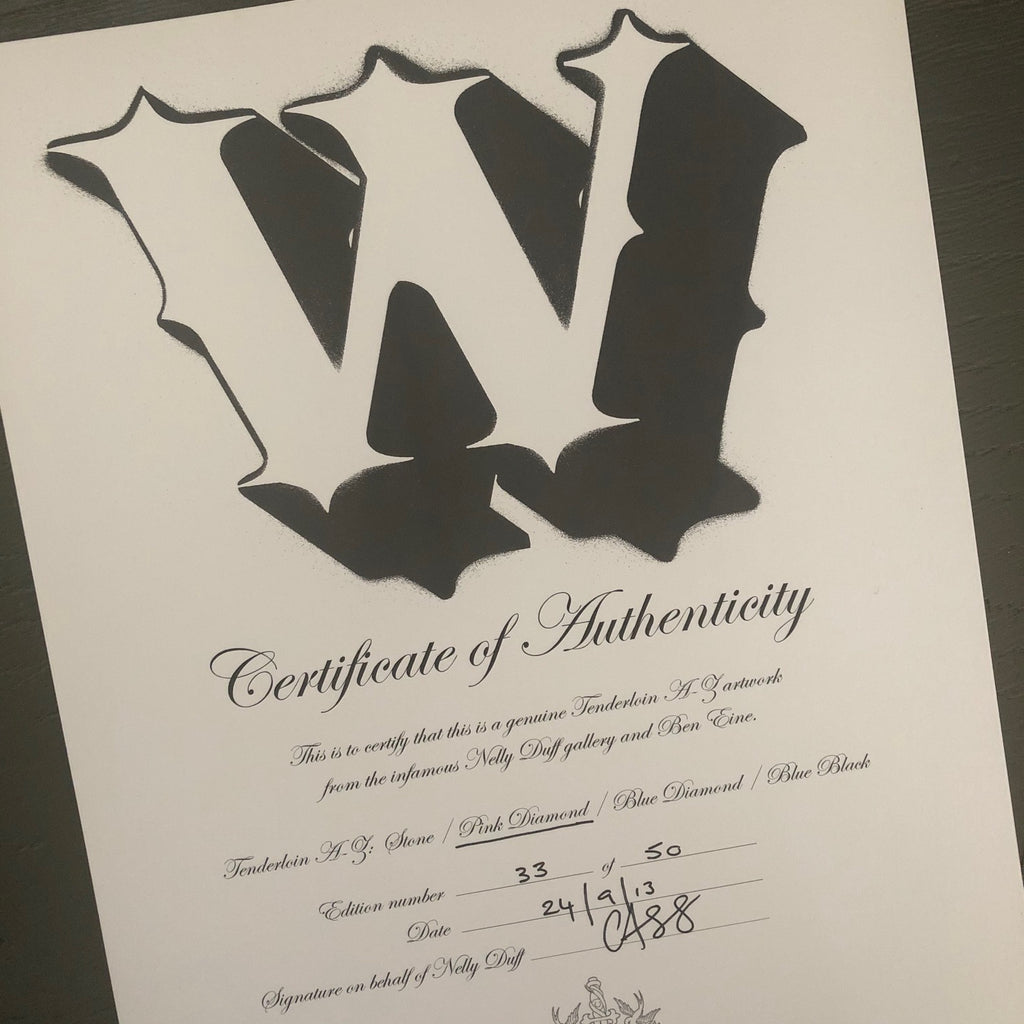 W
Certificate of Authenticity
This is to certify that this is a genuine Tenderloin A-Z artwork
from the infamous Nelly Duff gallery and Ben Eine.
Tenderloin A-Z: Stone / Pink Diamond / Blue Diamond / Blue Black
Edition number 33 of 50
Date 24/9/13
Signature on behalf of Nelly Duff CASS